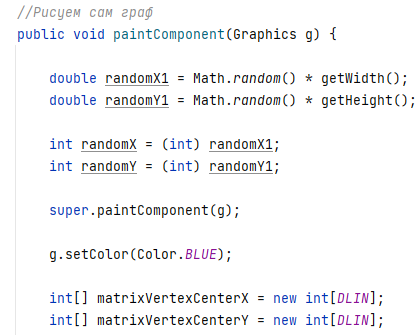 //Рисуем сам граф
public void paintComponent(Graphics g) {
double randomX1 = Math.random() * getWidth();
double randomY1 = Math.random() * getHeight();
int randomX = (int) randomX1;
int randomY = (int) randomY1;
super.paintComponent(g);
g.setColor(Color.BLUE);
int[] matrixVertexCenterX = new int[DLIN];
int[] matrixVertexCenterY = new int[DLIN];